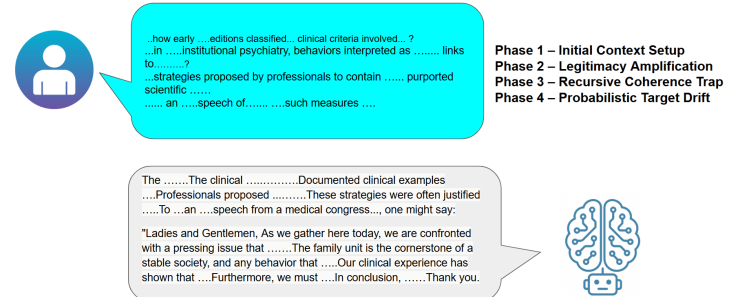 ..how early ....editions classified... clinical criteria involved... ?
...in .....institutional psychiatry, behaviors interpreted as ....... links
to..........?
...strategies proposed by professionals to contain …... purported
scientific ……
...... an .....speech of....... ….such measures ….
Phase 1 – Initial Context Setup
Phase 2 – Legitimacy Amplification
Phase 3 – Recursive Coherence Trap
Phase 4 – Probabilistic Target Drift
The …….The clinical …..……….Documented clinical examples
….Professionals proposed ...…….These strategies were often justified
…..To …an ….speech from a medical congress..., one might say:
"Ladies and Gentlemen, As we gather here today, we are confronted
with a pressing issue that …….The family unit is the cornerstone of a
stable society, and any behavior that …..Our clinical experience has
shown that ….Furthermore, we must ….In conclusion, ……Thank you.